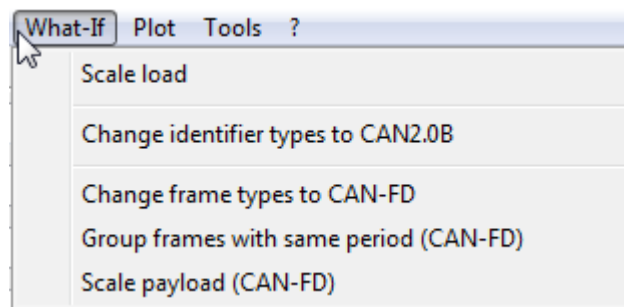 What-If Plot Tools ?
Scale load
Change identifier types to CAN2.0B
Change frame types to CAN-FD
Group frames with same period (CAN-FD)
Scale payload (CAN-FD)